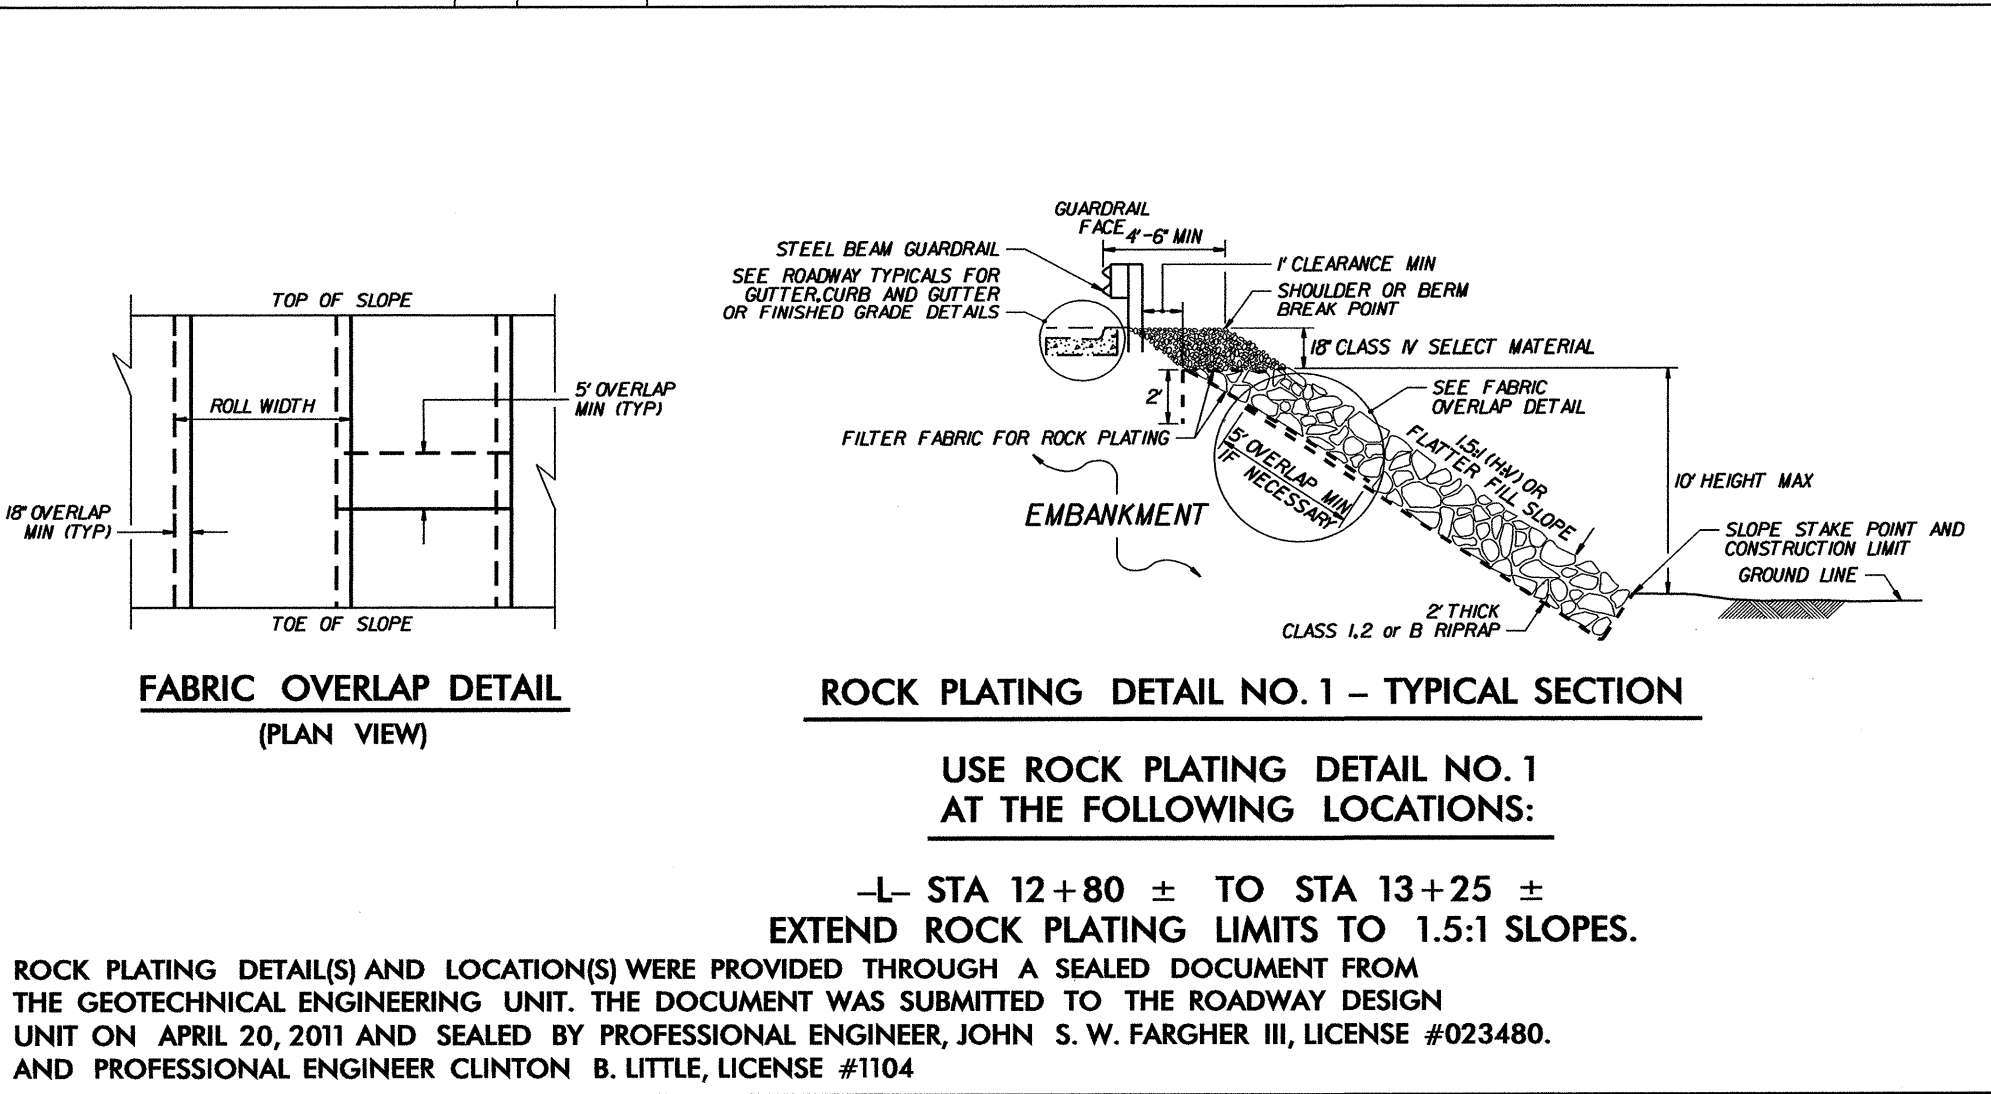 TOP OF SLOPE
ROLL WIDTH
5' OVERLAP
MIN (TYP)
18" OVERLAP
MIN (TYP)
TOE OF SLOPE
FABRIC OVERLAP DETAIL
(PLAN VIEW)
GUARDRAIL
FACE
4'-6" MIN
STEEL BEAM GUARDRAIL
SEE ROADWAY TYPICALS FOR
GUTTER, CURB AND GUTTER
OR FINISHED GRADE DETAILS
1' CLEARANCE MIN
SHOULDER OR BERM
BREAK POINT
18" CLASS IV SELECT MATERIAL
2'
SEE FABRIC
OVERLAP DETAIL
FILTER FABRIC FOR ROCK PLATING
5' OVERLAP MIN
IF NECESSARY
1.5:1 (H:V) OR
FLATTER FILL SLOPE
10' HEIGHT MAX
EMBANKMENT
SLOPE STAKE POINT AND
CONSTRUCTION LIMIT
GROUND LINE
2' THICK
CLASS 1, 2 or B RIPRAP
ROCK PLATING DETAIL NO. 1 – TYPICAL SECTION
USE ROCK PLATING DETAIL NO. 1
AT THE FOLLOWING LOCATIONS:
–L– STA 12+80 ± TO STA 13+25 ±
EXTEND ROCK PLATING LIMITS TO 1.5:1 SLOPES.
ROCK PLATING DETAIL(S) AND LOCATION(S) WERE PROVIDED THROUGH A SEALED DOCUMENT FROM
THE GEOTECHNICAL ENGINEERING UNIT. THE DOCUMENT WAS SUBMITTED TO THE ROADWAY DESIGN
UNIT ON APRIL 20, 2011 AND SEALED BY PROFESSIONAL ENGINEER, JOHN S. W. FARGHER III, LICENSE #023480.
AND PROFESSIONAL ENGINEER CLINTON B. LITTLE, LICENSE #1104